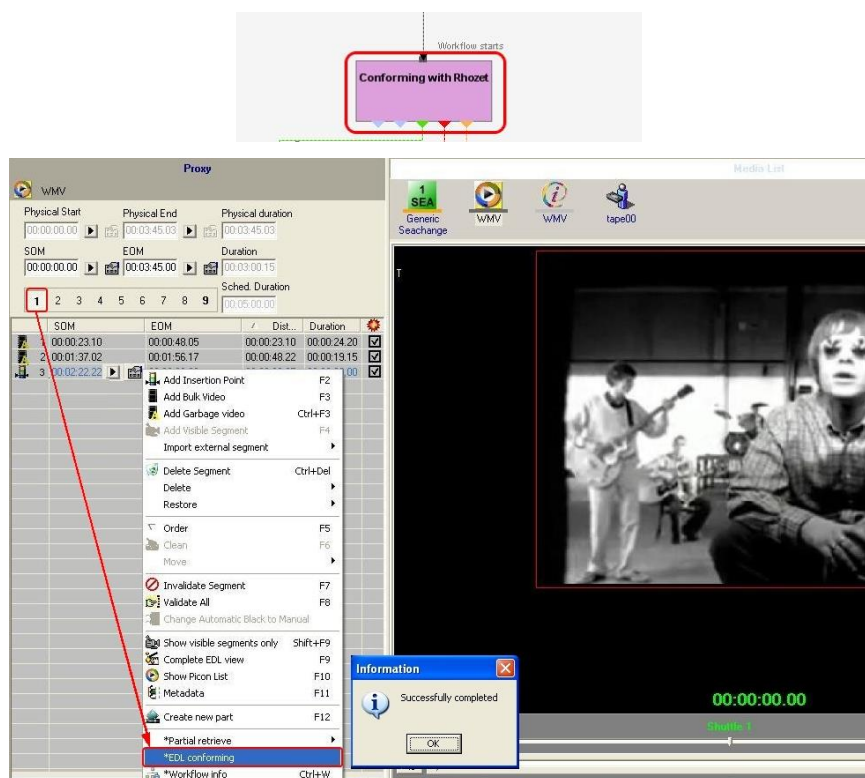 Workflow starts
Conforming with Rhozet
Proxy
WMV
Physical Start
Physical End
Physical duration
00:00:00.00
00:03:45.03
00:03:45.03
SOM
EOM
Duration
00:00:00.00
00:03:45.00
00:03:00.15
Sched. Duration
1 2 3 4 5 6 7 8 9
00:05:00.00
SOM EOM / Dist... Duration
1 00:00:23.10 00:00:48.05 00:00:23.10 00:00:24.20
2 00:01:37.02 00:01:56.17 00:00:48.22 00:00:19.15
3 00:02:22.22
Add Insertion Point F2
Add Bulk Video F3
Add Garbage video Ctrl+F3
Add Visible Segment F4
Import external segment
Delete Segment Ctrl+Del
Delete
Restore
Order F5
Clean F6
Move
Invalidate Segment F7
Validate All F8
Change Automatic Black to Manual
Show visible segments only Shift+F9
Complete EDL view F9
Show Picon List F10
Metadata F11
Create new part F12
*Partial retrieve
*EDL conforming
*Workflow info Ctrl+W
Media List
1
SEA
Generic
Seachange
WMV
WMV
tape00
T
Information
Successfully completed
OK
00:00:00.00
Shuttle 1